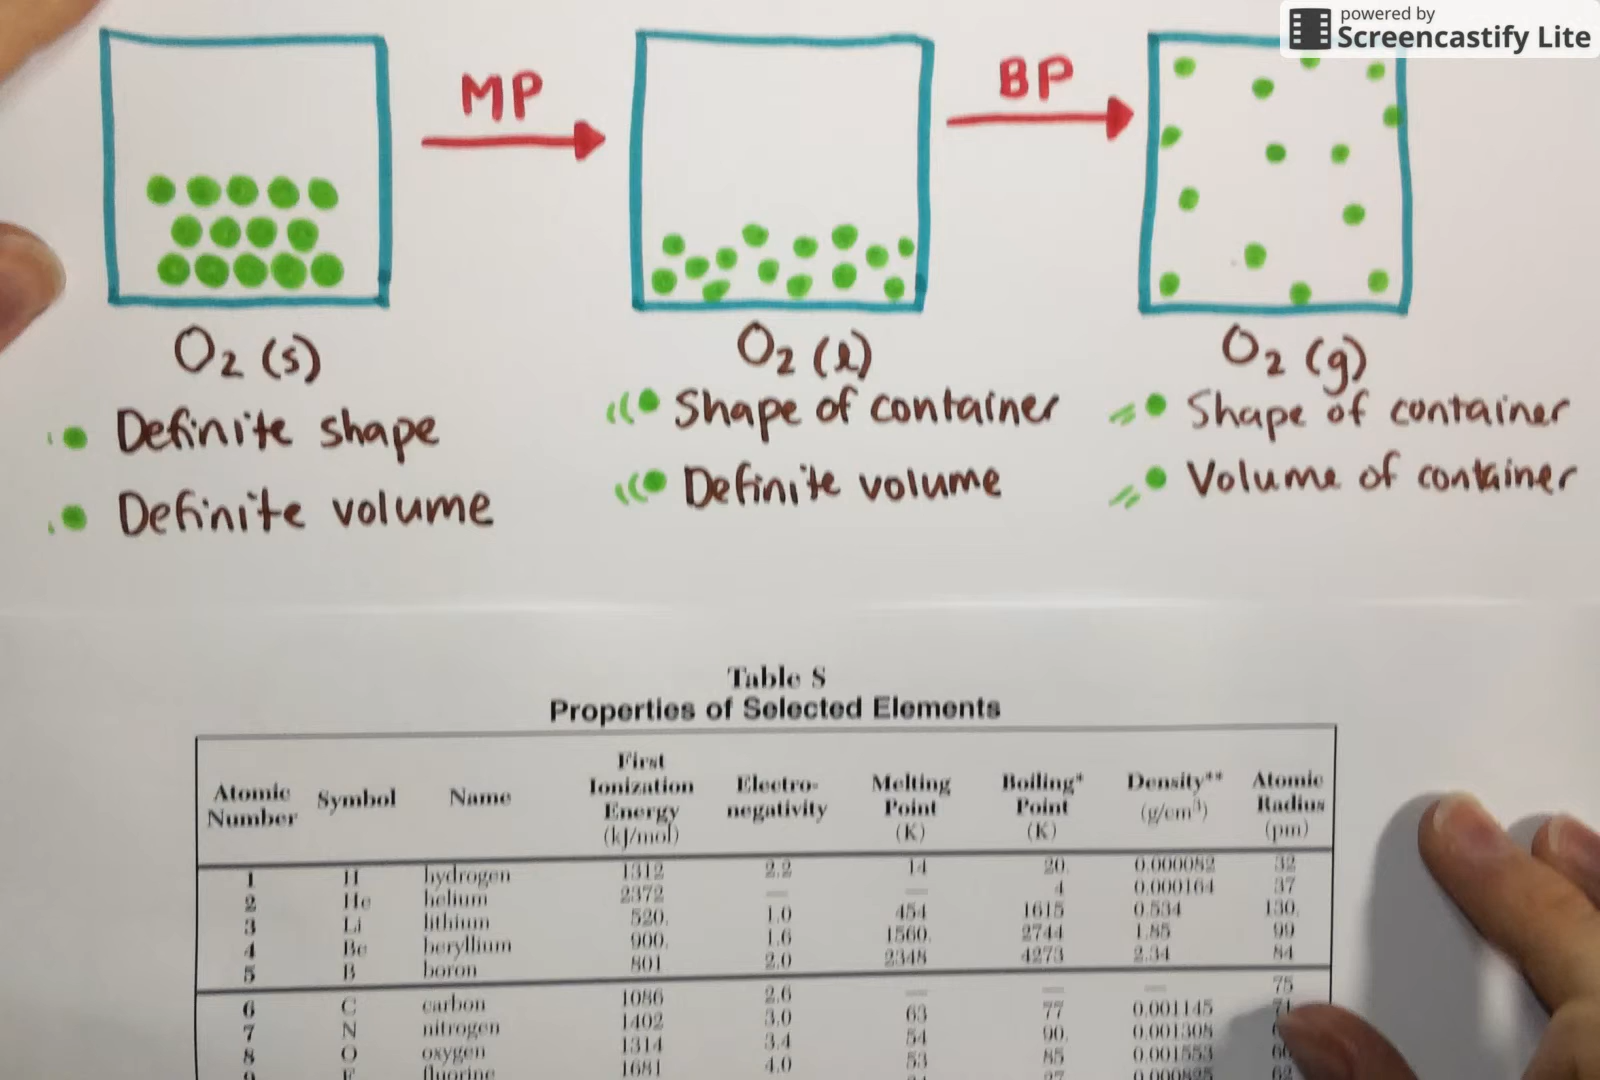 powered by
Screencastify Lite
MP
BP
O2 (s)
O2 (l)
O2 (g)
• Definite shape
• Definite volume
• Shape of container
• Definite volume
• Shape of container
• Volume of container
Table S
Properties of Selected Elements
Atomic Number Symbol Name First Ionization Energy (kJ/mol) Electro-negativity Melting Point (K) Boiling* Point (K) Density** (g/cm3) Atomic Radius (pm)
1 H hydrogen 1312 2.2 14 20. 0.000082 32
2 He helium 2372 — — 4 0.000164 37
3 Li lithium 520. 1.0 454 1615 0.534 130.
4 Be beryllium 900. 1.6 1560. 2744 1.85 99
5 B boron 801 2.0 2348 4273 2.34 84
6 C carbon 1086 2.6 — — — 75
7 N nitrogen 1402 3.0 63 77 0.001145 71
8 O oxygen 1314 3.4 54 90. 0.001308
9 F fluorine 1681 4.0 53 85 0.001553 60